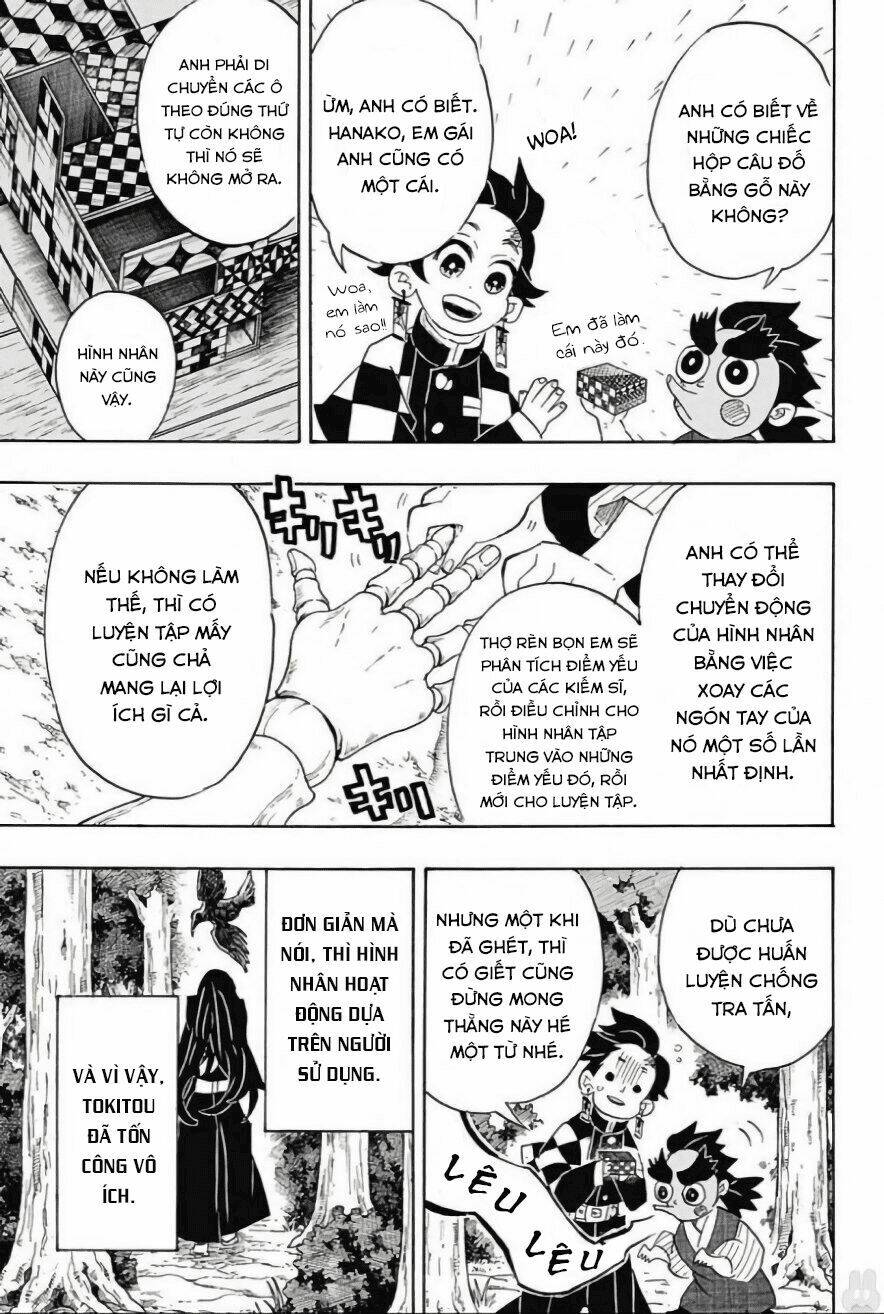 ANH CÓ BIẾT VỀ
NHỮNG CHIẾC
HỘP CÂU ĐỐ
BẰNG GỖ NÀY
KHÔNG?
ỪM, ANH CÓ BIẾT.
HANAKO, EM GÁI
ANH CŨNG CÓ
MỘT CÁI.
WOA!
Woa,
em làm
nó sao!!
Em đã làm
cái này đó.
ANH PHẢI DI
CHUYỂN CÁC Ô
THEO ĐÚNG THỨ
TỰ CÒN KHÔNG
THÌ NÓ SẼ
KHÔNG MỞ RA.
HÌNH NHÂN
NÀY CŨNG
VẬY.
ANH CÓ THỂ
THAY ĐỔI
CHUYỂN ĐỘNG
CỦA HÌNH NHÂN
BẰNG VIỆC
XOAY CÁC
NGÓN TAY CỦA
NÓ MỘT SỐ LẦN
NHẤT ĐỊNH.
THỢ RÈN BỌN EM SẼ
PHÂN TÍCH ĐIỂM YẾU
CỦA CÁC KIẾM SĨ,
RỒI ĐIỀU CHỈNH CHO
HÌNH NHÂN TẬP
TRUNG VÀO NHỮNG
ĐIỂM YẾU ĐÓ, RỒI
MỚI CHO LUYỆN TẬP.
キリ
キリ
キリリ
NẾU KHÔNG LÀM
THẾ, THÌ CÓ
LUYỆN TẬP MẤY
CŨNG CHẢ
MANG LẠI LỢI
ÍCH GÌ CẢ.
DÙ CHƯA
ĐƯỢC HUẤN
LUYỆN CHỐNG
TRA TẤN,
NHƯNG MỘT KHI
ĐÃ GHÉT, THÌ
CÓ GIẾT CŨNG
ĐỪNG MONG
THẰNG NÀY HÉ
MỘT TỪ NHÉ.
LÊU
LÊU
ĐƠN GIẢN MÀ
NÓI, THÌ HÌNH
NHÂN HOẠT
ĐỘNG DỰA
TRÊN NGƯỜI
SỬ DỤNG.
VÀ VÌ VẬY,
TOKITOU
ĐÃ TỐN
CÔNG VÔ
ÍCH.